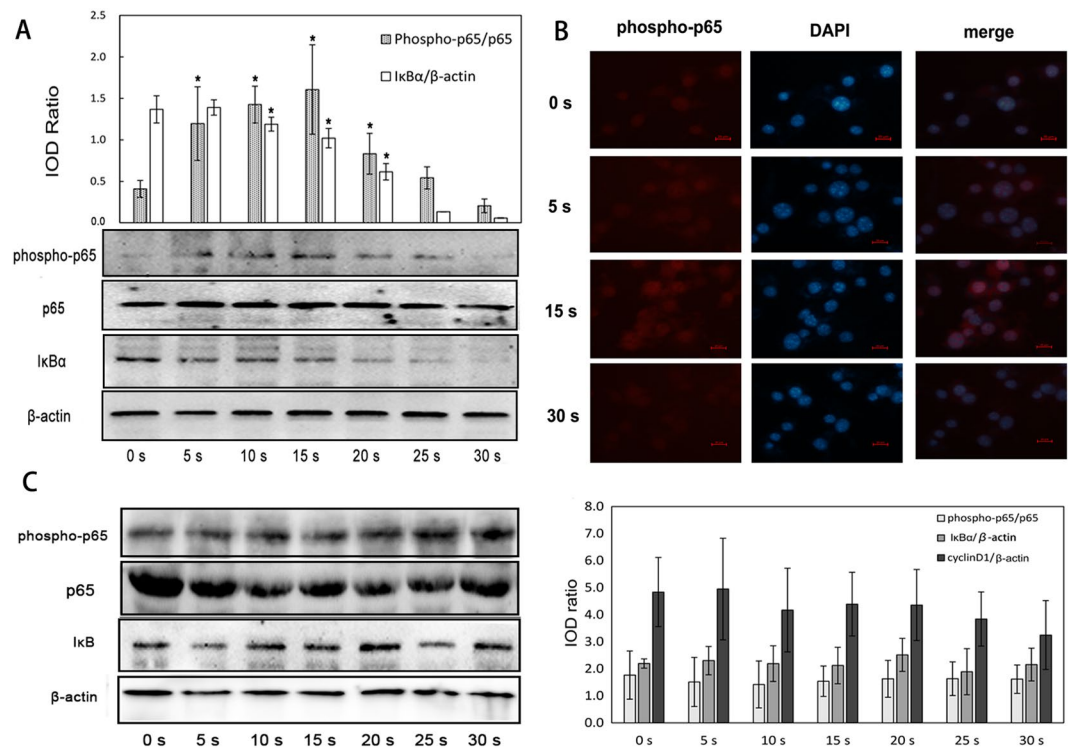 A
2.5
2.0
1.5
1.0
0.5
0.0
IOD Ratio
Phospho-p65/p65
IκBα/β-actin
* * * * * * *
phospho-p65
p65
IκBα
β-actin
0 s 5 s 10 s 15 s 20 s 25 s 30 s
B
phospho-p65 DAPI merge
0 s
5 s
15 s
30 s
C
phospho-p65
p65
IκB
β-actin
0 s 5 s 10 s 15 s 20 s 25 s 30 s
8.0
7.0
6.0
5.0
4.0
3.0
2.0
1.0
0.0
IOD ratio
phospho-p65/p65
IκBα/β-actin
cyclinD1/β-actin
0 s 5 s 10 s 15 s 20 s 25 s 30 s